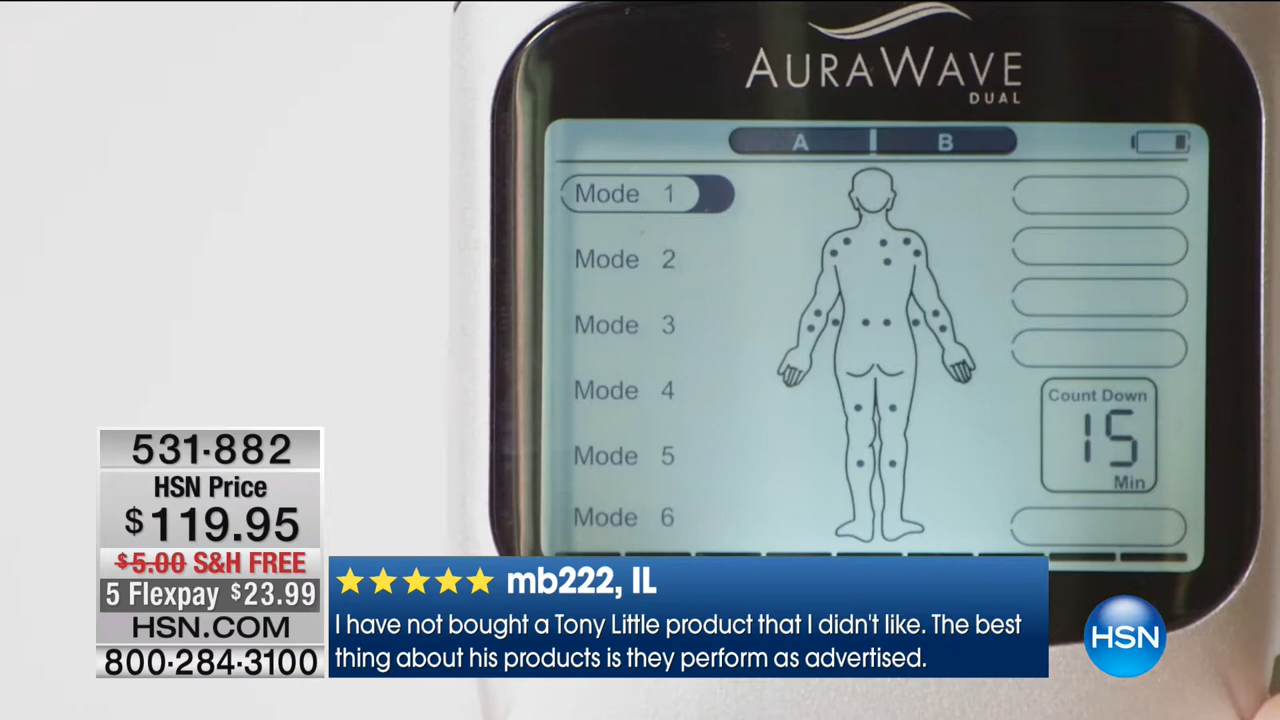 AURAWAVE
DUAL
A B
Mode 1
Mode 2
Mode 3
Mode 4
Mode 5
Mode 6
Count Down
15
Min
531-882
HSN Price
$119.95
$5.00 S&H FREE
5 Flexpay $23.99
HSN.COM
800-284-3100
mb222, IL
I have not bought a Tony Little product that I didn't like. The best
thing about his products is they perform as advertised.
HSN